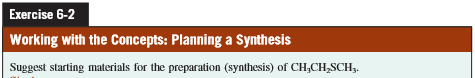 Exercise 6-2
Working with the Concepts: Planning a Synthesis
Suggest starting materials for the preparation (synthesis) of CH₃CH₂SCH₃.